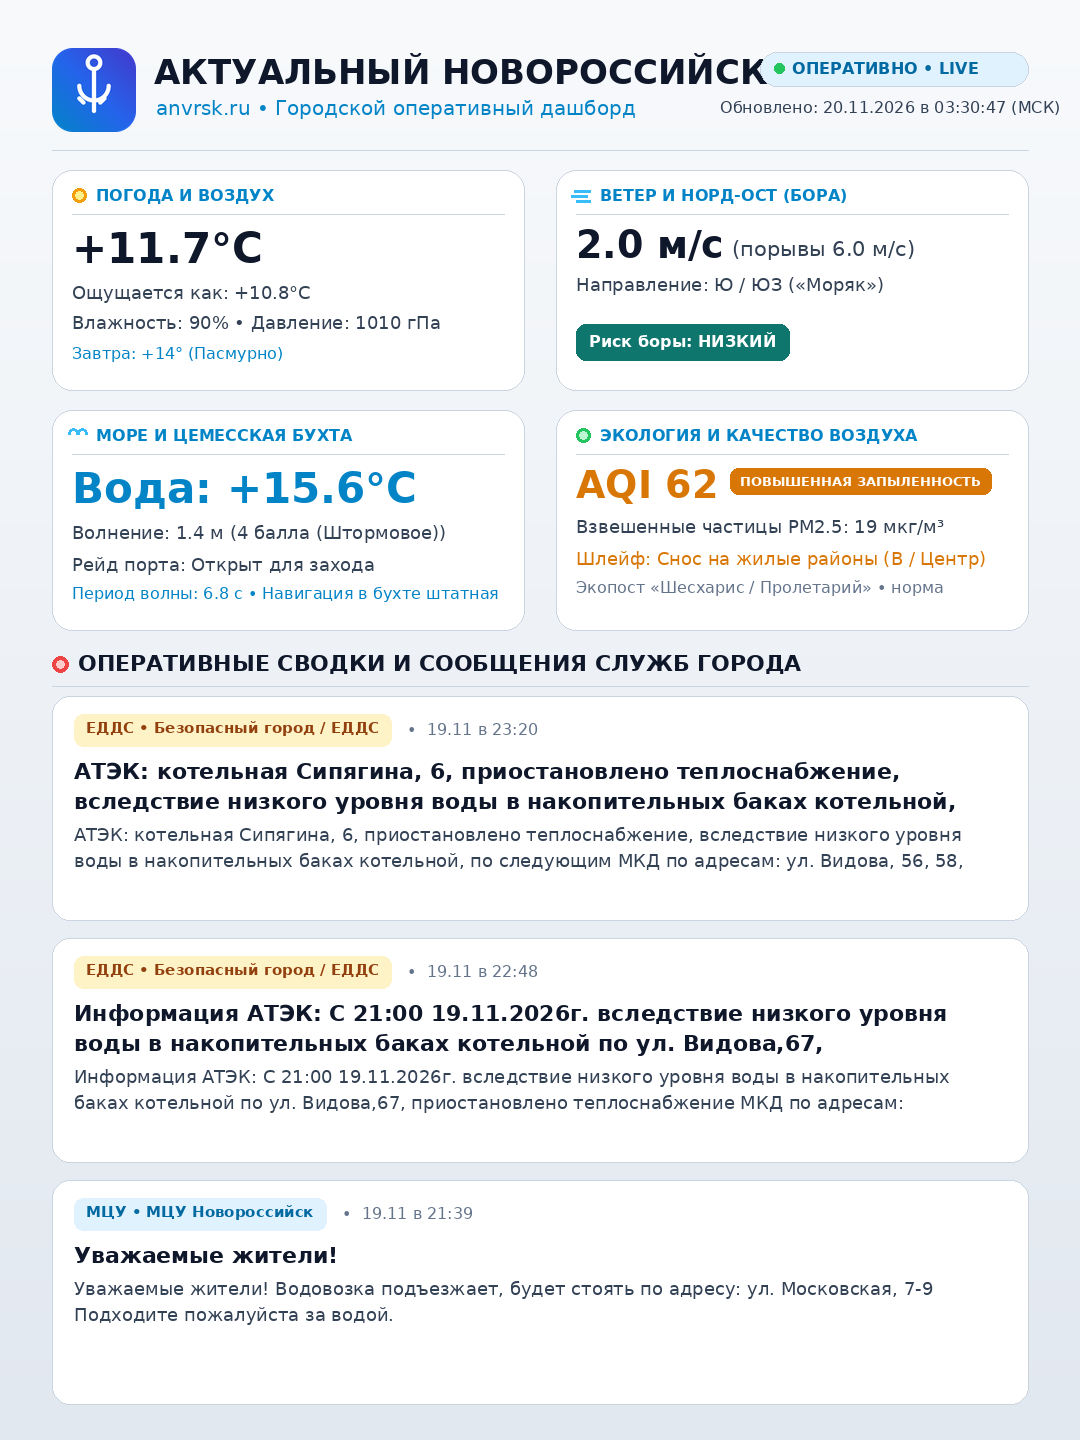 АКТУАЛЬНЫЙ НОВОРОССИЙСК
ОПЕРАТИВНО • LIVE
anvrsk.ru • Городской оперативный дашборд
Обновлено: 20.11.2026 в 03:30:47 (МСК)
ПОГОДА И ВОЗДУХ
+11.7°C
Ощущается как: +10.8°C
Влажность: 90% • Давление: 1010 гПа
Завтра: +14° (Пасмурно)
ВЕТЕР И НОРД-ОСТ (БОРА)
2.0 м/с (порывы 6.0 м/с)
Направление: Ю / ЮЗ («Моряк»)
Риск боры: НИЗКИЙ
МОРЕ И ЦЕМЕССКАЯ БУХТА
Вода: +15.6°C
Волнение: 1.4 м (4 балла (Штормовое))
Рейд порта: Открыт для захода
Период волны: 6.8 с • Навигация в бухте штатная
ЭКОЛОГИЯ И КАЧЕСТВО ВОЗДУХА
AQI 62 ПОВЫШЕННАЯ ЗАПЫЛЕННОСТЬ
Взвешенные частицы PM2.5: 19 мкг/м³
Шлейф: Снос на жилые районы (В / Центр)
Экопост «Шесхарис / Пролетарий» • норма
ОПЕРАТИВНЫЕ СВОДКИ И СООБЩЕНИЯ СЛУЖБ ГОРОДА
ЕДДС • Безопасный город / ЕДДС • 19.11 в 23:20
АТЭК: котельная Сипягина, 6, приостановлено теплоснабжение,
вследствие низкого уровня воды в накопительных баках котельной,
АТЭК: котельная Сипягина, 6, приостановлено теплоснабжение, вследствие низкого уровня
воды в накопительных баках котельной, по следующим МКД по адресам: ул. Видова, 56, 58,
ЕДДС • Безопасный город / ЕДДС • 19.11 в 22:48
Информация АТЭК: С 21:00 19.11.2026г. вследствие низкого уровня
воды в накопительных баках котельной по ул. Видова,67,
Информация АТЭК: С 21:00 19.11.2026г. вследствие низкого уровня воды в накопительных
баках котельной по ул. Видова,67, приостановлено теплоснабжение МКД по адресам:
МЦУ • МЦУ Новороссийск • 19.11 в 21:39
Уважаемые жители!
Уважаемые жители! Водовозка подъезжает, будет стоять по адресу: ул. Московская, 7-9
Подходите пожалуйста за водой.